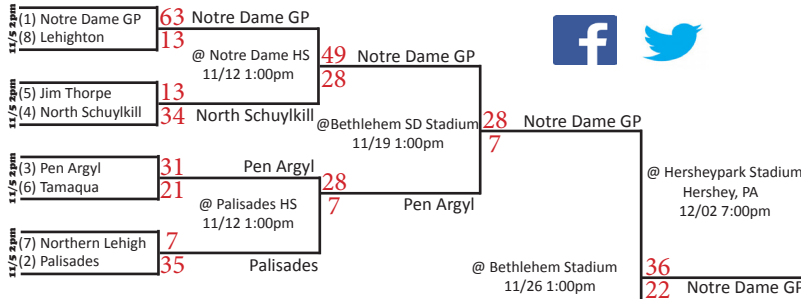 11/5 2pm
(1) Notre Dame GP
63
(8) Lehighton
13
Notre Dame GP
@ Notre Dame HS
11/12 1:00pm
49
28
Notre Dame GP
11/5 2pm
(5) Jim Thorpe
13
(4) North Schuylkill
34
North Schuylkill
@Bethlehem SD Stadium
11/19 1:00pm
28
7
Notre Dame GP
11/5 2pm
(3) Pen Argyl
31
(6) Tamaqua
21
Pen Argyl
@ Palisades HS
11/12 1:00pm
28
7
Pen Argyl
11/5 2pm
(7) Northern Lehigh
7
(2) Palisades
35
Palisades
@ Hersheypark Stadium
Hershey, PA
12/02 7:00pm
@ Bethlehem Stadium
11/26 1:00pm
36
22
Notre Dame GP
f